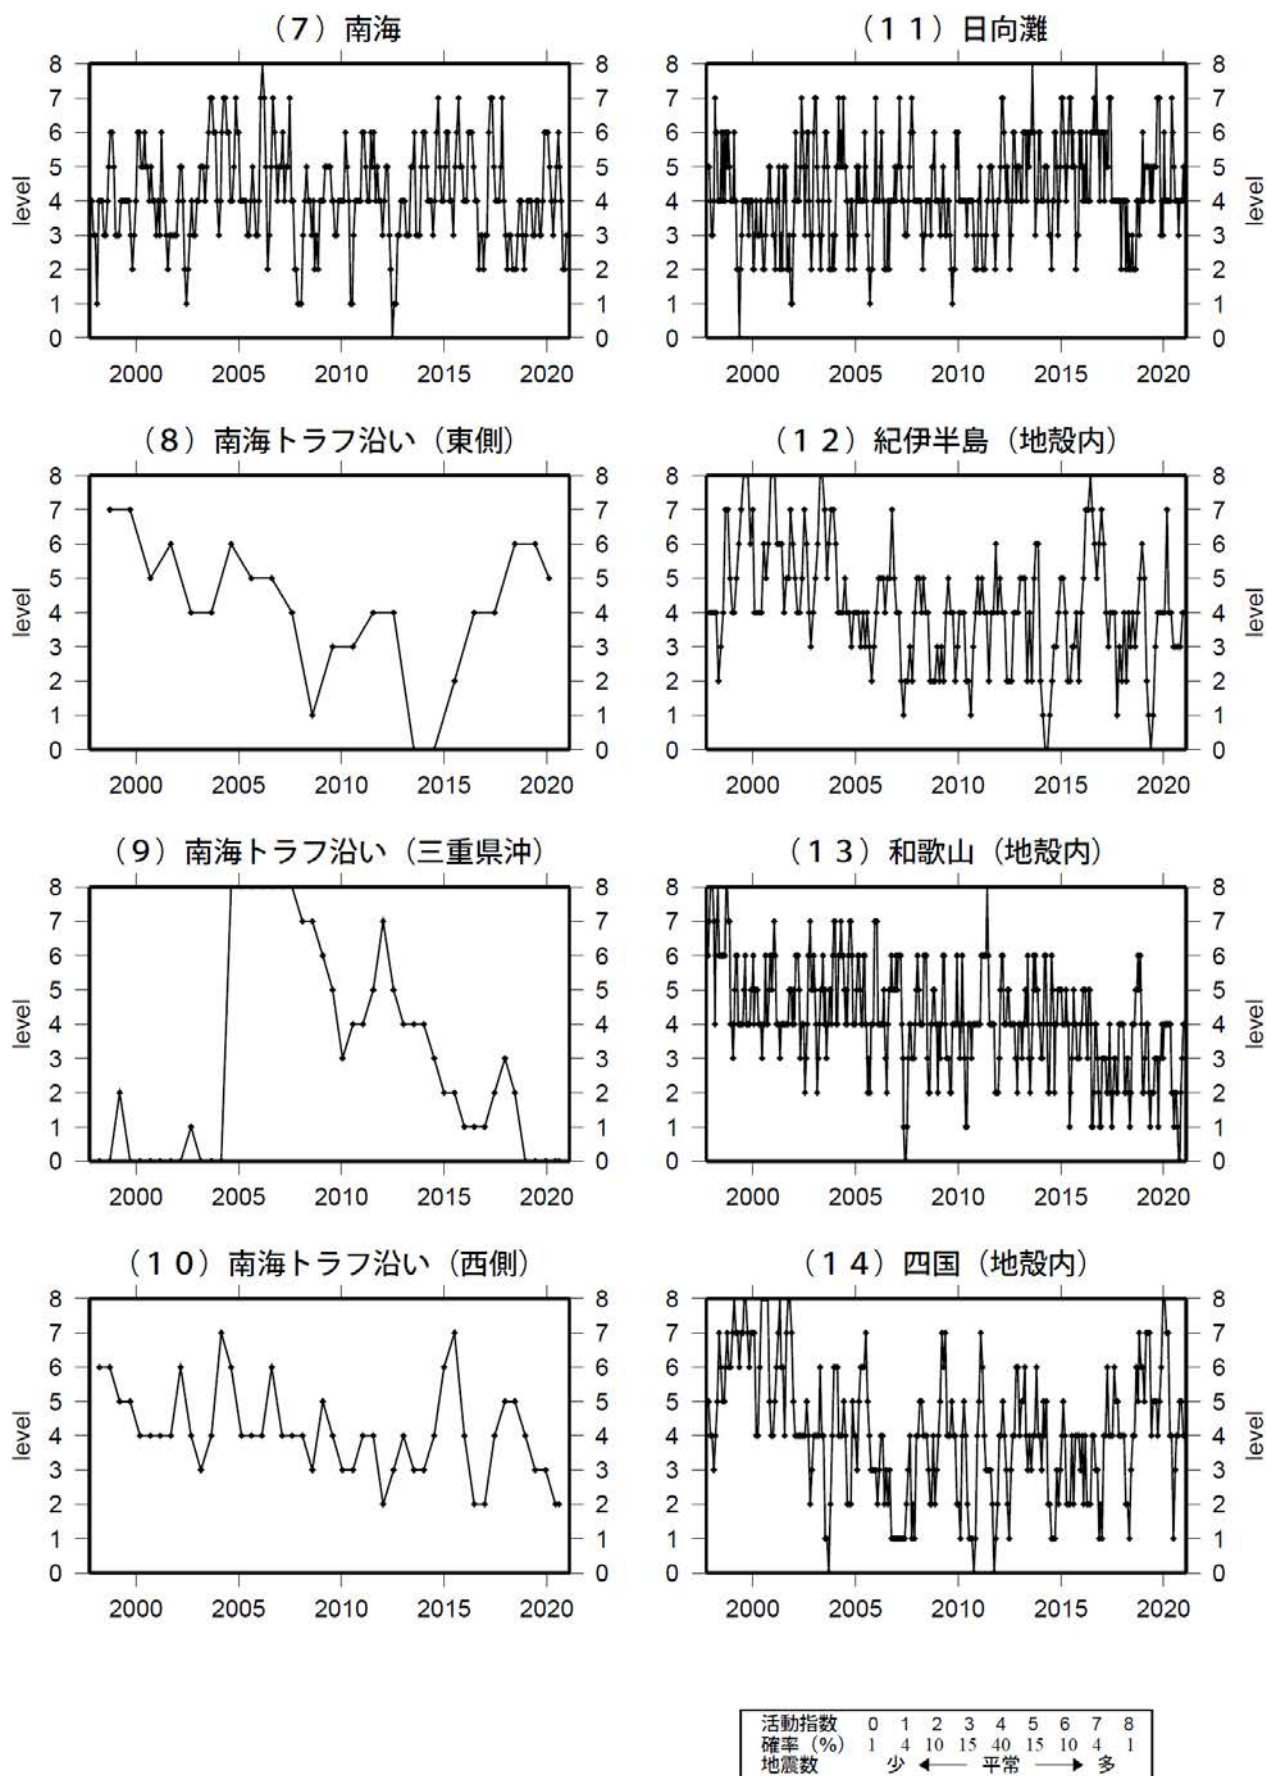 （７）南海
8 8
7 7
6 6
5 5
level
4 4
3 3
2 2
1 1
0 0
2000 2005 2010 2015 2020
（１１）日向灘
8 8
7 7
6 6
5 5
4 4
level
3 3
2 2
1 1
0 0
2000 2005 2010 2015 2020
（８）南海トラフ沿い（東側）
8 8
7 7
6 6
5 5
level
4 4
3 3
2 2
1 1
0 0
2000 2005 2010 2015 2020
（１２）紀伊半島（地殻内）
8 8
7 7
6 6
5 5
4 4
level
3 3
2 2
1 1
0 0
2000 2005 2010 2015 2020
（９）南海トラフ沿い（三重県沖）
8 8
7 7
6 6
5 5
level
4 4
3 3
2 2
1 1
0 0
2000 2005 2010 2015 2020
（１３）和歌山（地殻内）
8 8
7 7
6 6
5 5
4 4
level
3 3
2 2
1 1
0 0
2000 2005 2010 2015 2020
（１０）南海トラフ沿い（西側）
8 8
7 7
6 6
5 5
level
4 4
3 3
2 2
1 1
0 0
2000 2005 2010 2015 2020
（１４）四国（地殻内）
8 8
7 7
6 6
5 5
4 4
level
3 3
2 2
1 1
0 0
2000 2005 2010 2015 2020
活動指数 0 1 2 3 4 5 6 7 8
確率（%） 1 4 10 15 40 15 10 4 1
地震数 少 ← 平常 → 多